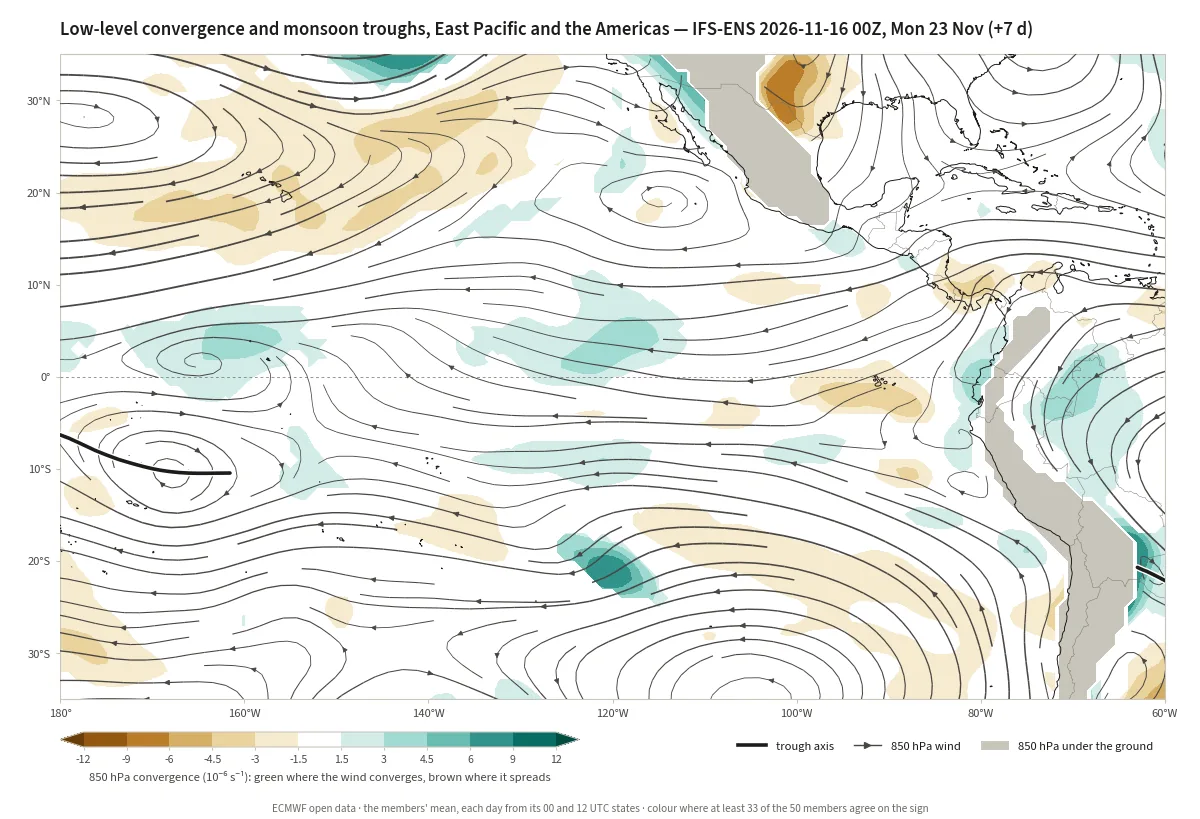 Low-level convergence and monsoon troughs, East Pacific and the Americas — IFS-ENS 2026-11-16 00Z, Mon 23 Nov (+7 d)
30°N
20°N
10°N
0°
10°S
20°S
30°S
180° 160°W 140°W 120°W 100°W 80°W 60°W
-12 -9 -6 -4.5 -3 -1.5 1.5 3 4.5 6 9 12
850 hPa convergence (10⁻⁶ s⁻¹): green where the wind converges, brown where it spreads
trough axis 850 hPa wind 850 hPa under the ground
ECMWF open data · the members' mean, each day from its 00 and 12 UTC states · colour where at least 33 of the 50 members agree on the sign